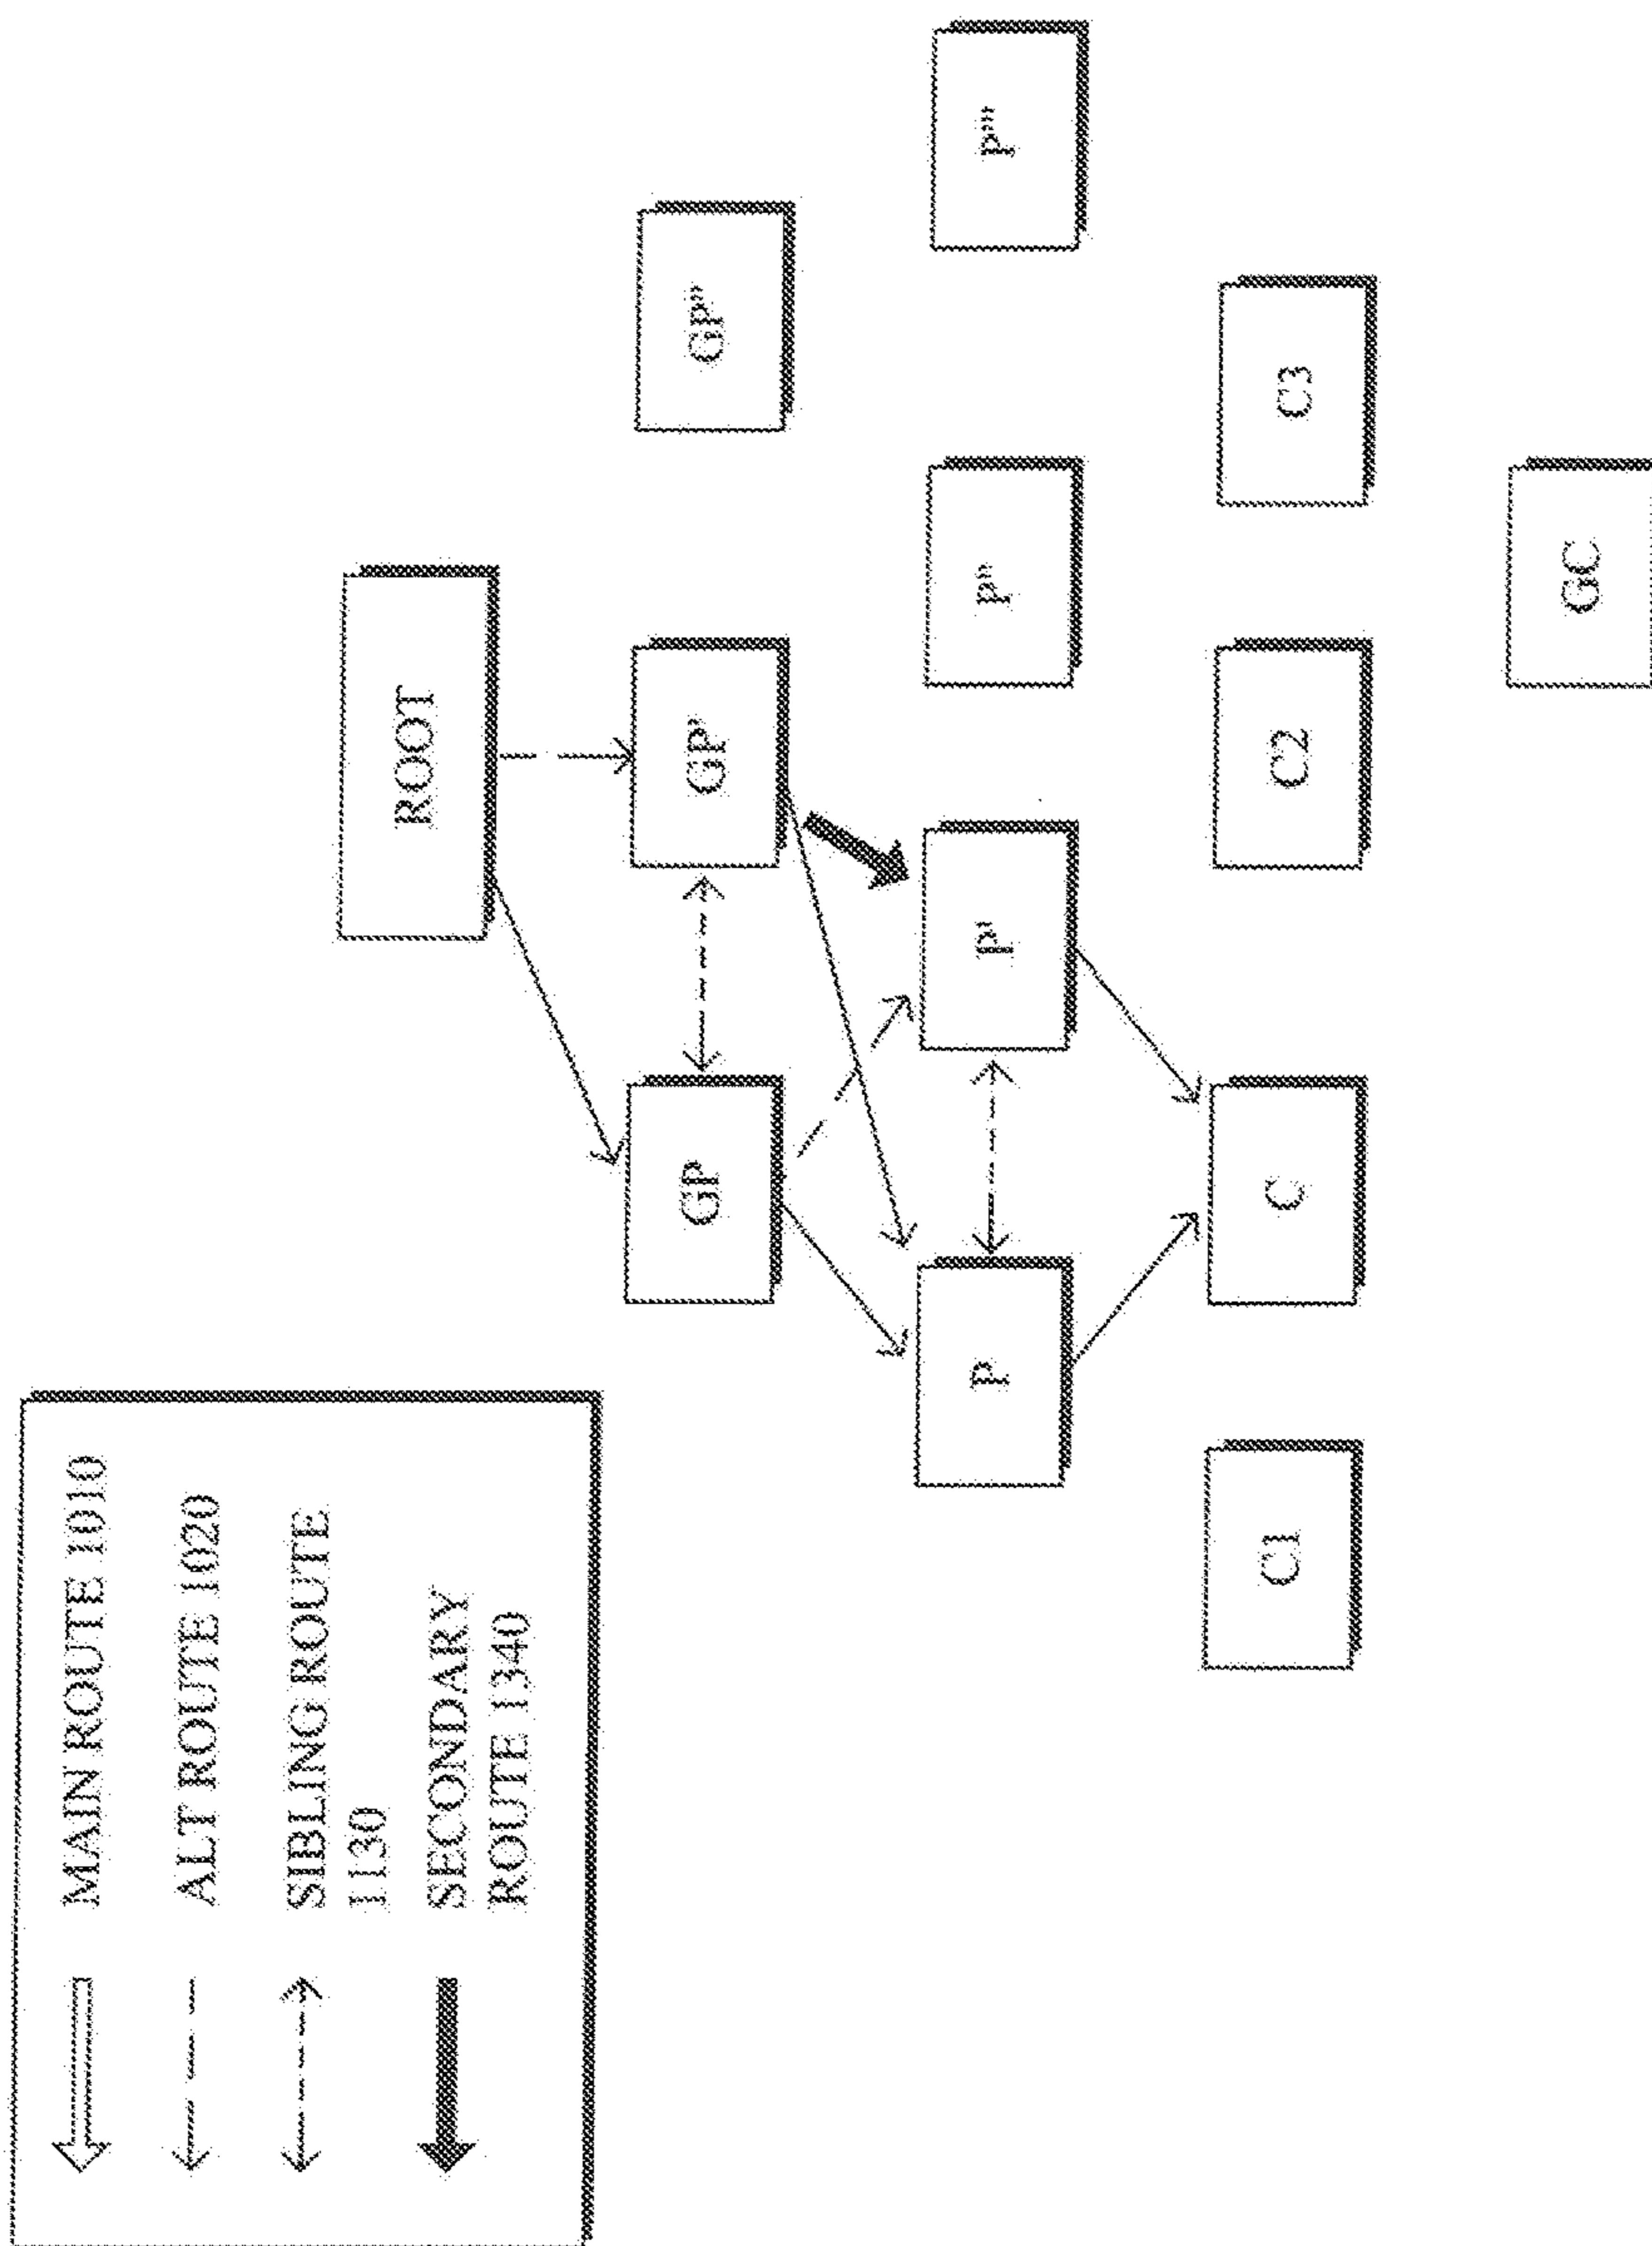 MAIN ROUTE 1010
ALT ROUTE 1020
SIBLING ROUTE
1130
SECONDARY
ROUTE 1340
ROOT
GP
GP'
GP"
P
P'
P"
P'"
C1
C
C2
C3
GC